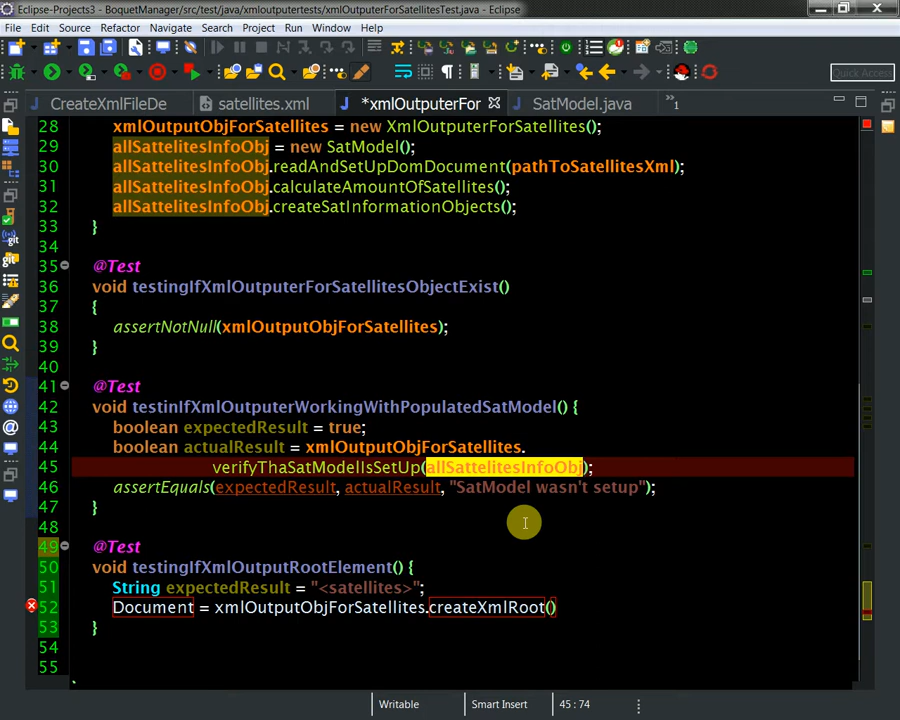 Eclipse-Projects3 - BoquetManager/src/test/java/xmloutputertests/xmlOutputerForSatellitesTest.java - Eclipse
File Edit Source Refactor Navigate Search Project Run Window Help
Quick Access
CreateXmlFileDe satellites.xml *xmlOutputerFor SatModel.java »1
28 xmlOutputObjForSatellites = new XmlOutputerForSatellites();
29 allSattelitesInfoObj = new SatModel();
30 allSattelitesInfoObj.readAndSetUpDomDocument(pathToSatellitesXml);
31 allSattelitesInfoObj.calculateAmountOfSatellites();
32 allSattelitesInfoObj.createSatInformationObjects();
33 }
34
35 @Test
36 void testingIfXmlOutputerForSatellitesObjectExist()
37 {
38 assertNotNull(xmlOutputObjForSatellites);
39 }
40
41 @Test
42 void testinIfXmlOutputerWorkingWithPopulatedSatModel() {
43 boolean expectedResult = true;
44 boolean actualResult = xmlOutputObjForSatellites.
45 verifyThaSatModelIsSetUp(allSattelitesInfoObj);
46 assertEquals(expectedResult, actualResult, "SatModel wasn't setup");
47 }
48
49 @Test
50 void testingIfXmlOutputRootElement() {
51 String expectedResult = "<satellites>";
52 Document = xmlOutputObjForSatellites.createXmlRoot()
53 }
54
55
Writable Smart Insert 45 : 74